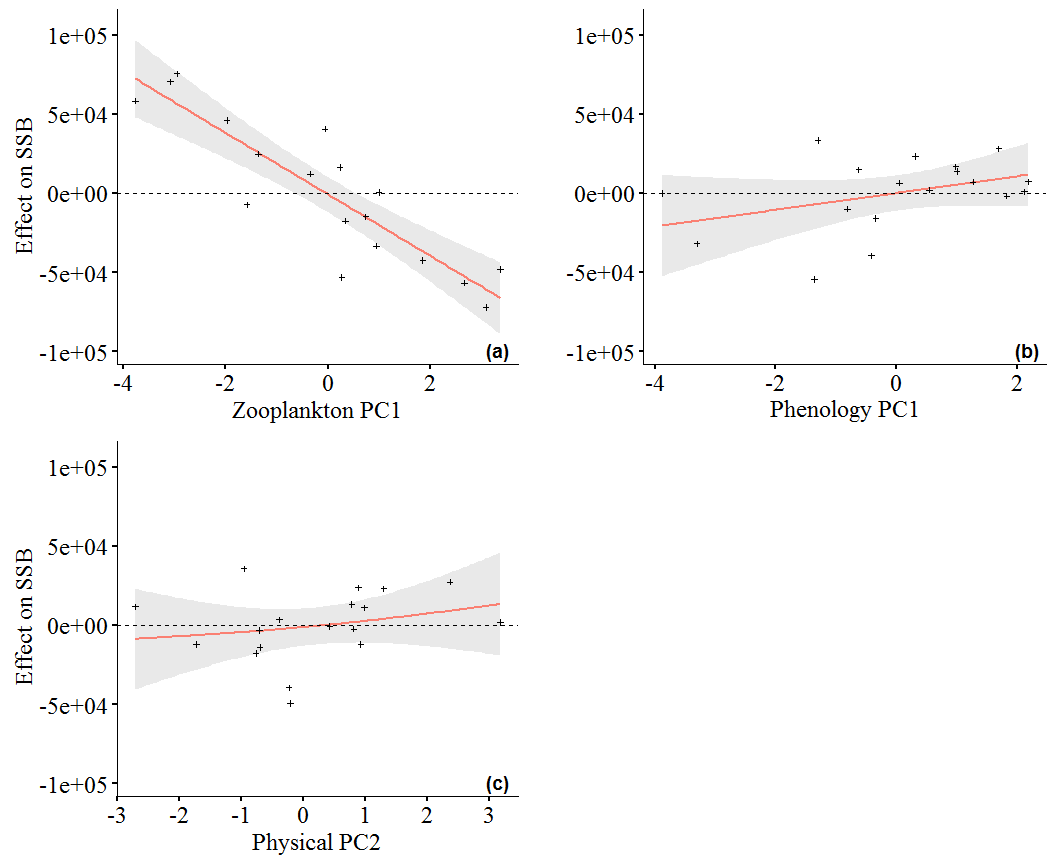 Effect on SSB
1e+05
5e+04
0e+00
-5e+04
-1e+05
(a)
-4 -2 0 2
Zooplankton PC1
1e+05
5e+04
0e+00
-5e+04
-1e+05
(b)
-4 -2 0 2
Phenology PC1
Effect on SSB
1e+05
5e+04
0e+00
-5e+04
-1e+05
(c)
-3 -2 -1 0 1 2 3
Physical PC2